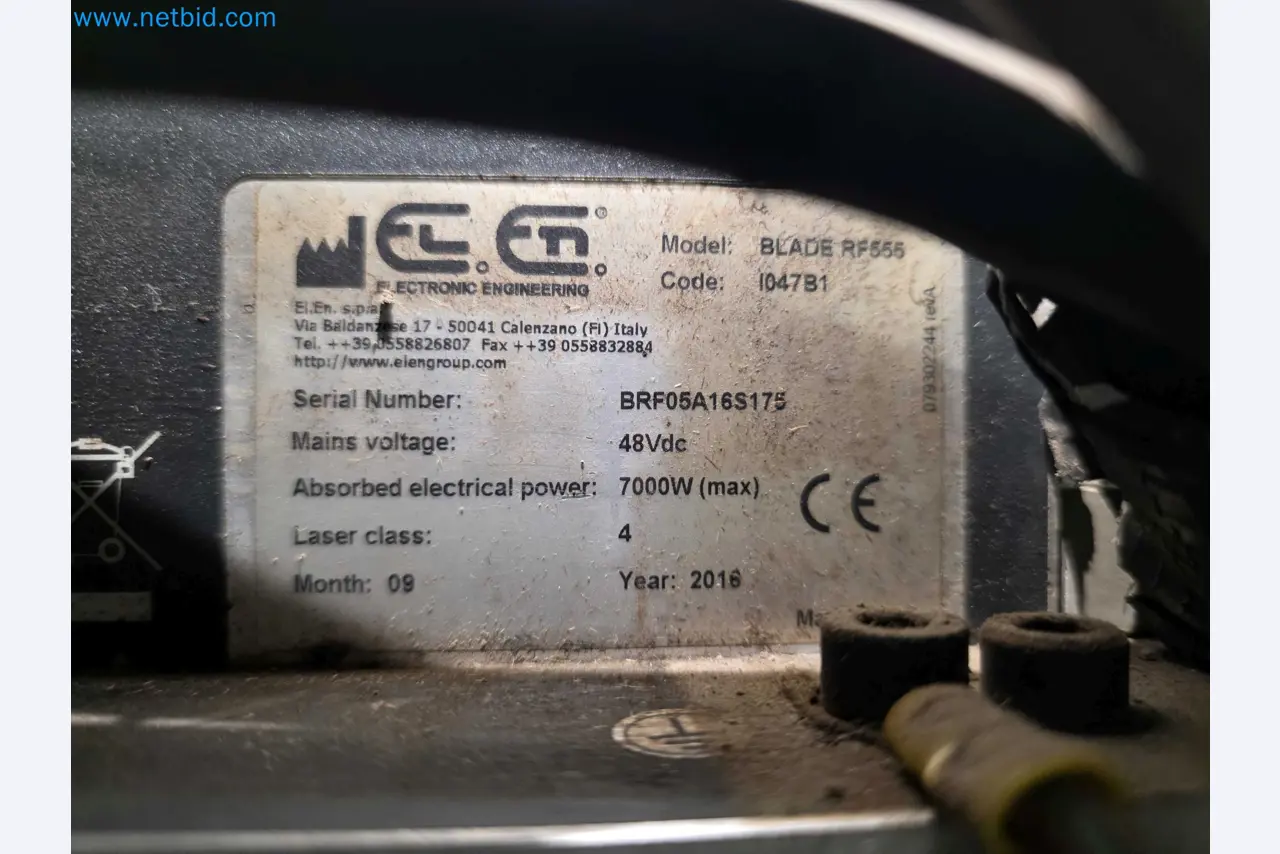 www.netbid.com
EL.En.®
ELECTRONIC ENGINEERING
El.En. s.p.a.
Via Baldanzese 17 - 50041 Calenzano (Fi) Italy
Tel. ++39 0558826807 Fax ++39 0558832884
http://www.elengroup.com
Model: BLADE RF555
Code: I047B1
Serial Number: BRF05A16S175
Mains voltage: 48Vdc
Absorbed electrical power: 7000W (max)
Laser class: 4
Month: 09 Year: 2016
CE